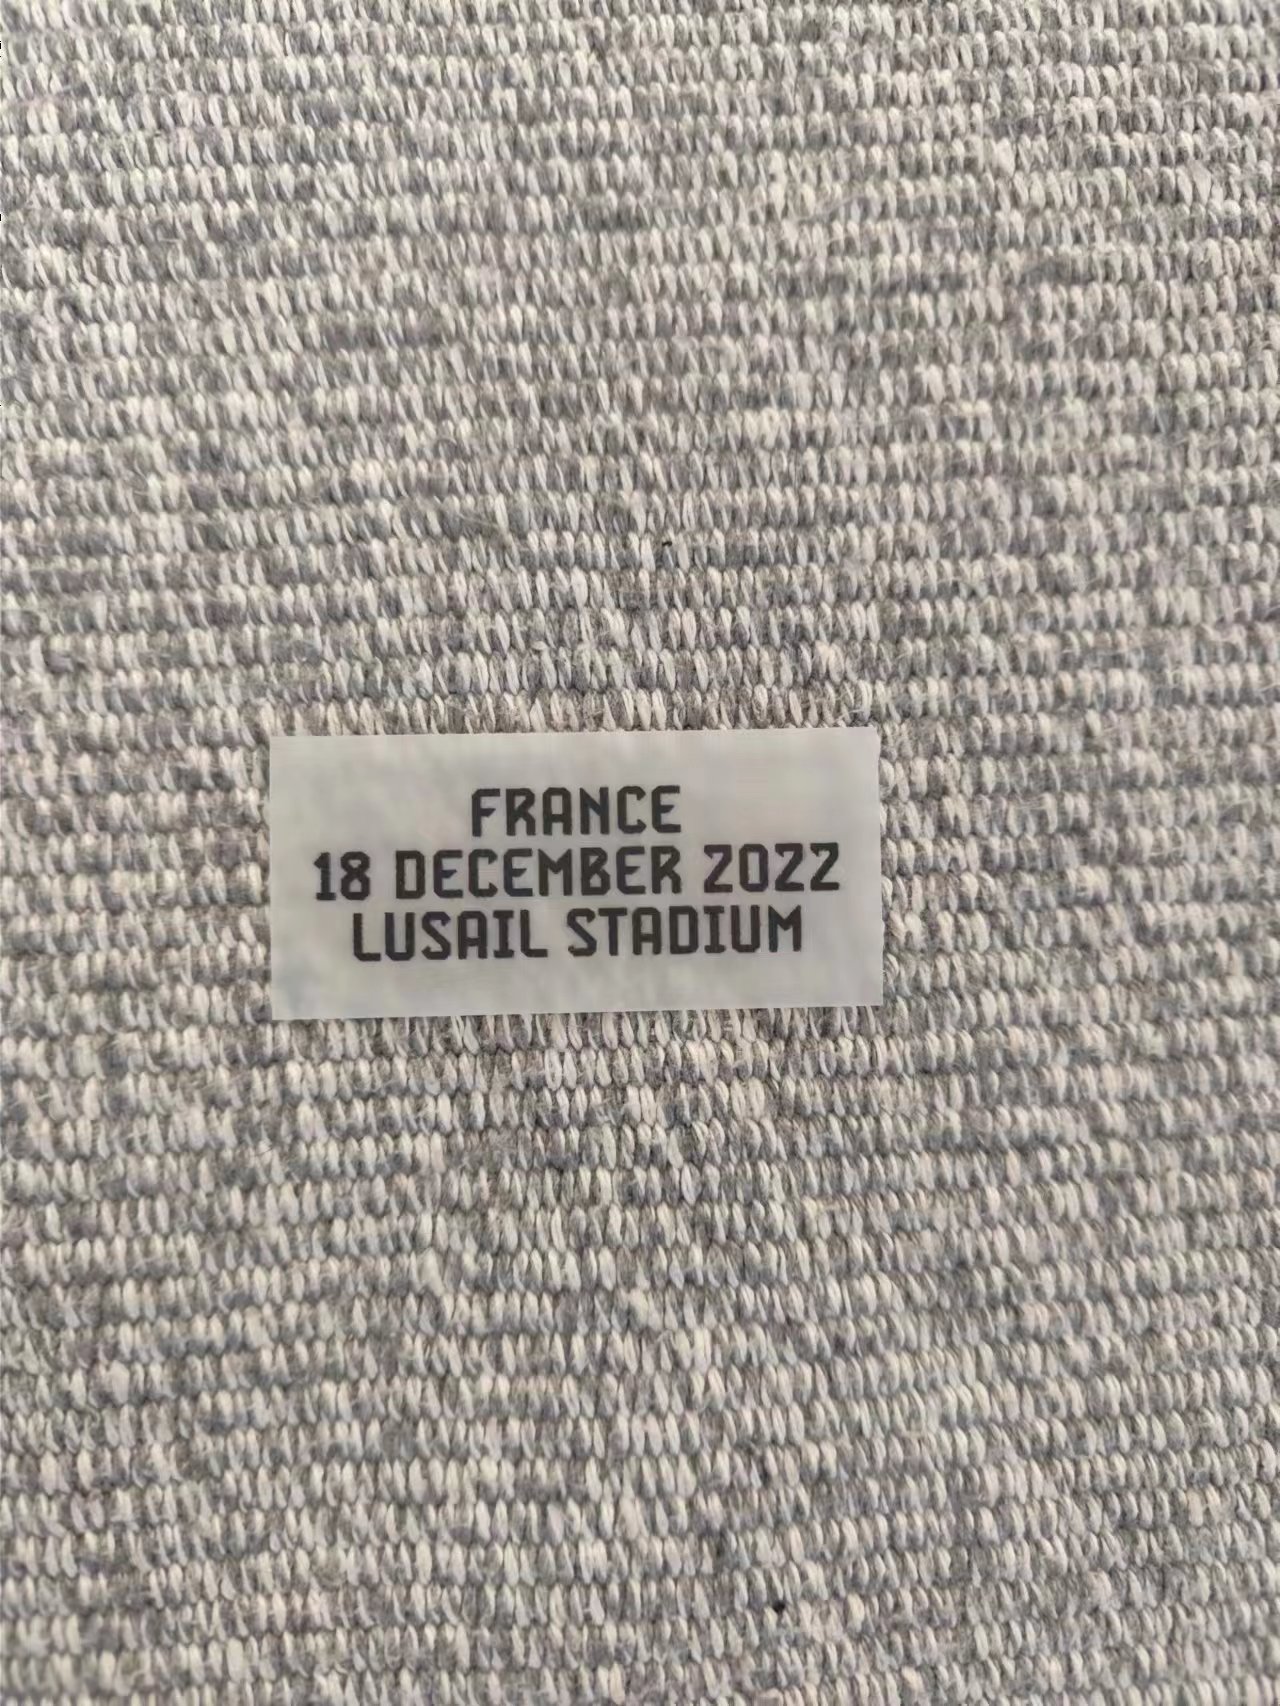 FRANCE
18 DECEMBER 2022
LUSAIL STADIUM